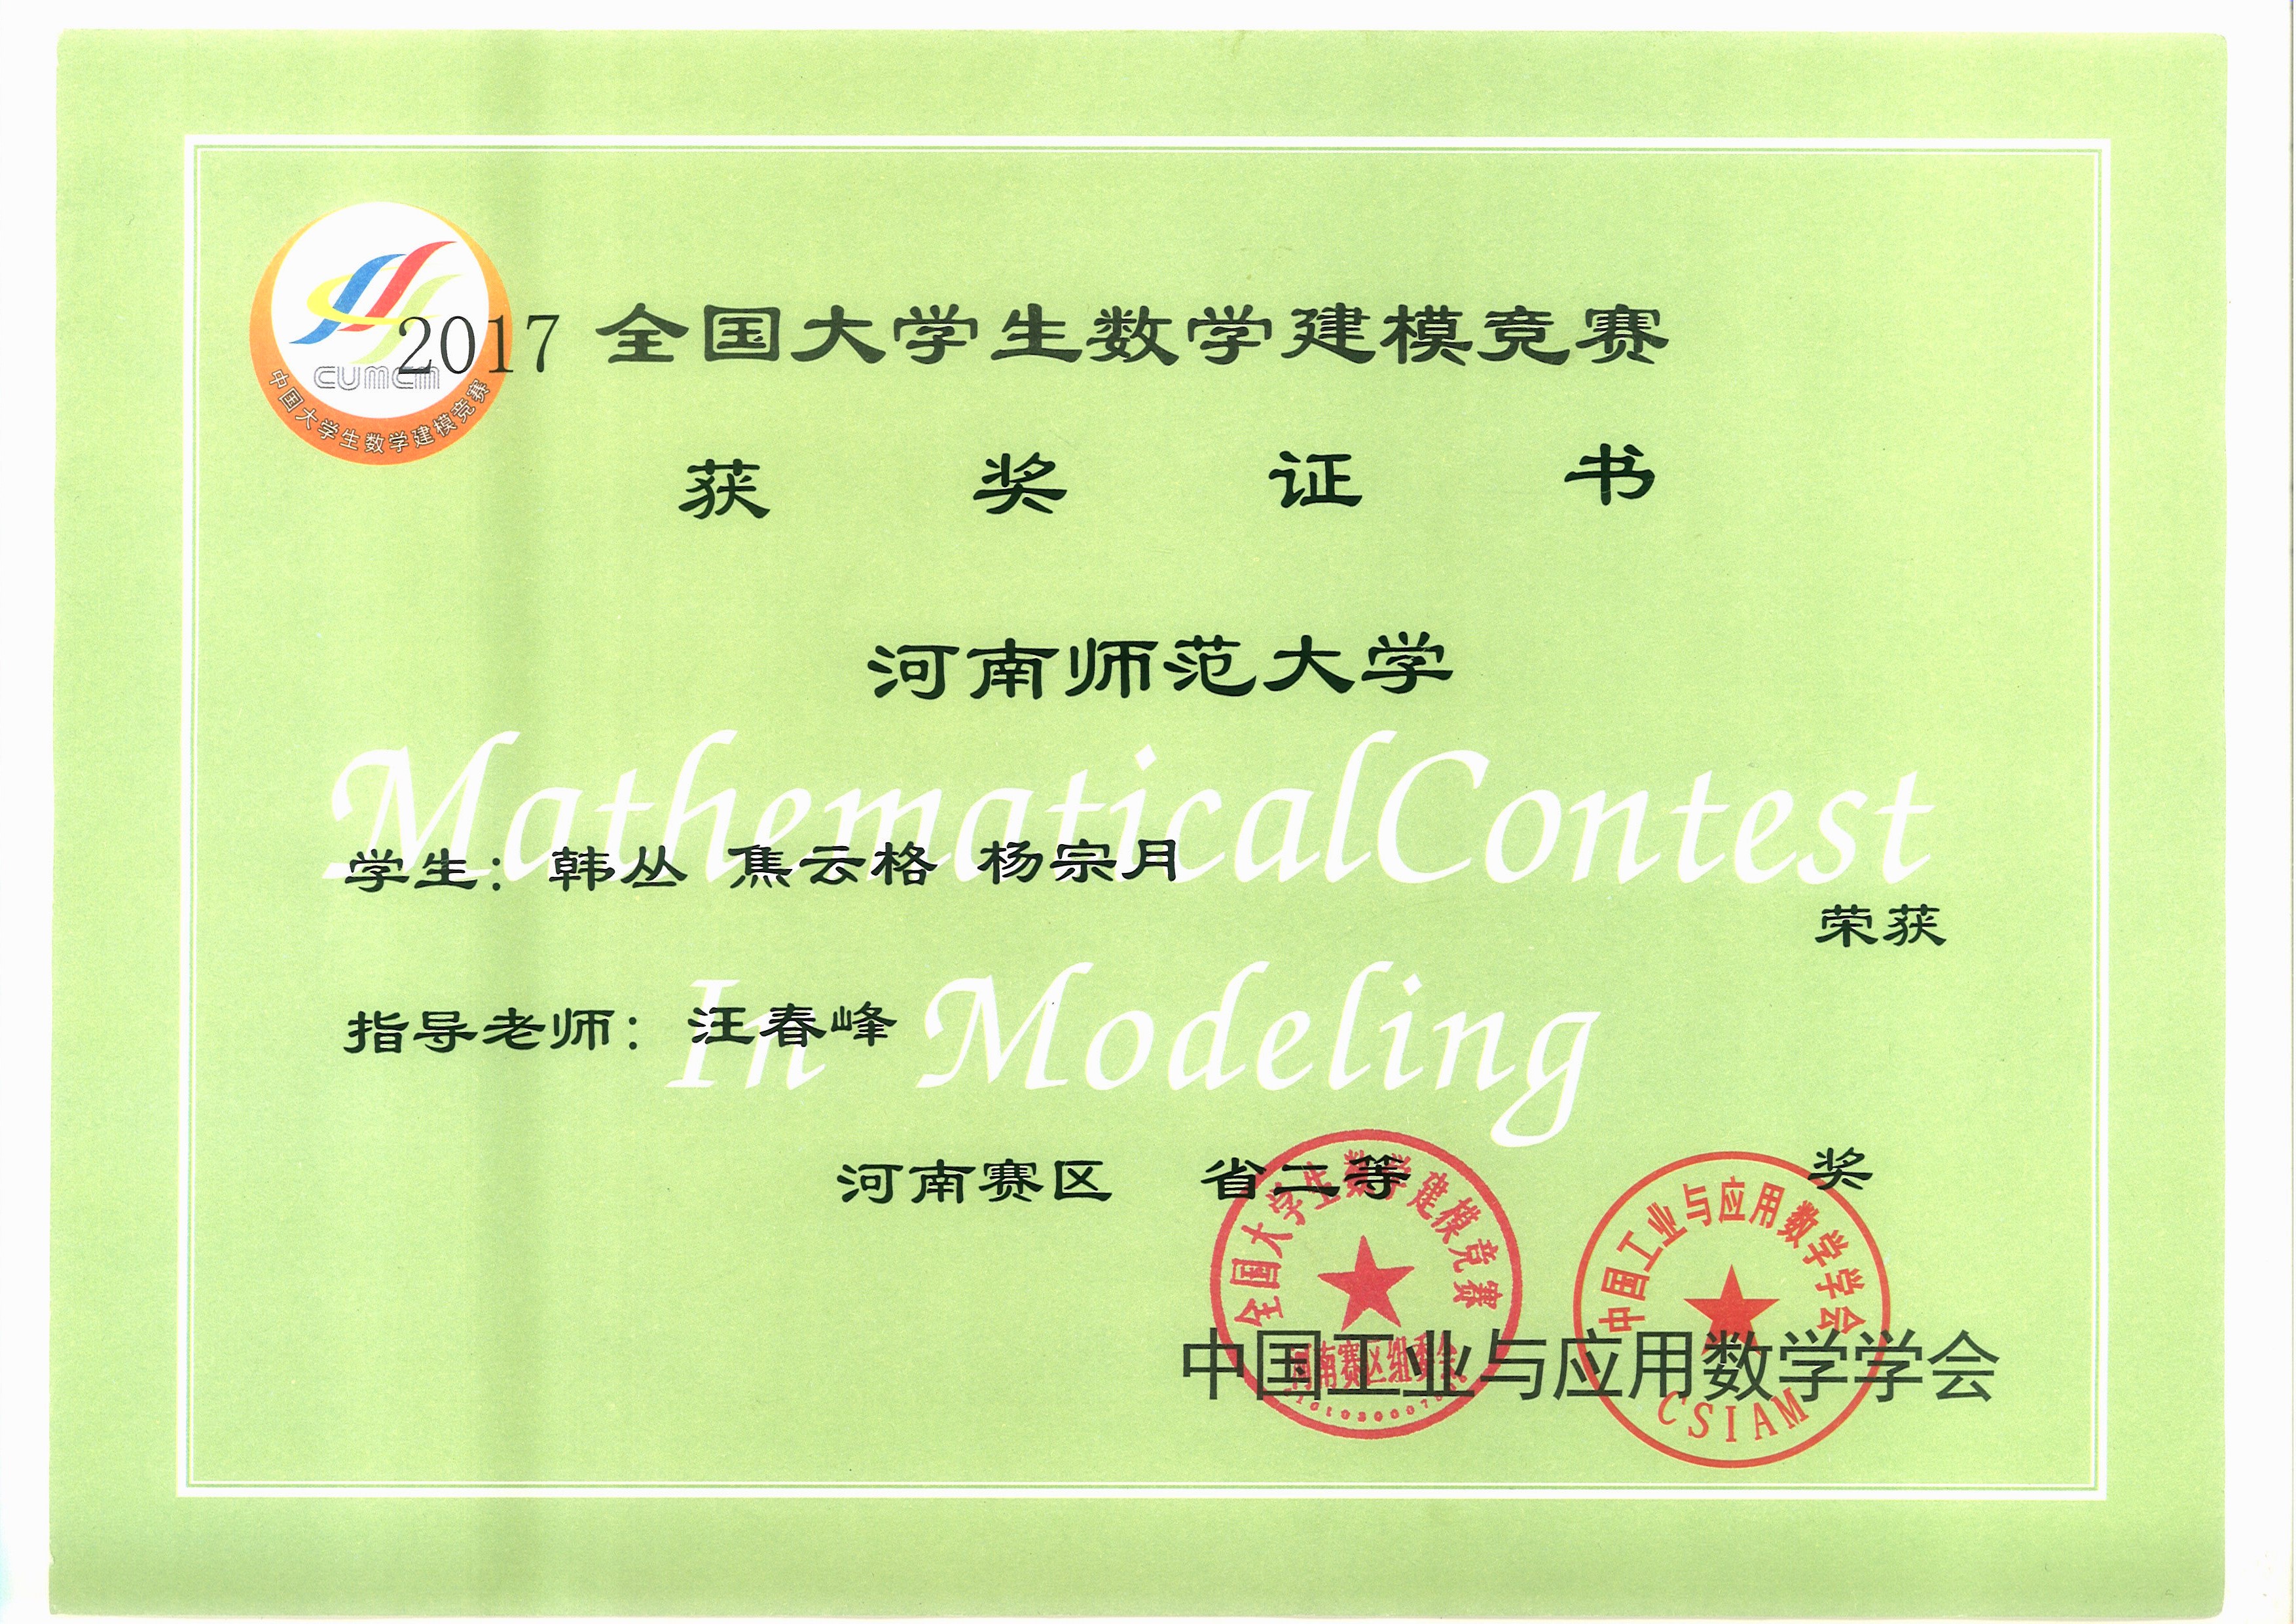 2017 全国大学生数学建模竞赛
CUMCM
中国大学生数学建模竞赛
获 奖 证 书
河南师范大学
MathematicalContest
学生：韩丛 焦云格 杨宗月
荣获
In Modeling
指导老师：汪春峰
河南赛区 省二等 奖
全国大学生数学建模竞赛
河南赛区组委会
中国工业与应用数学学会
CSIAM
中国工业与应用数学学会